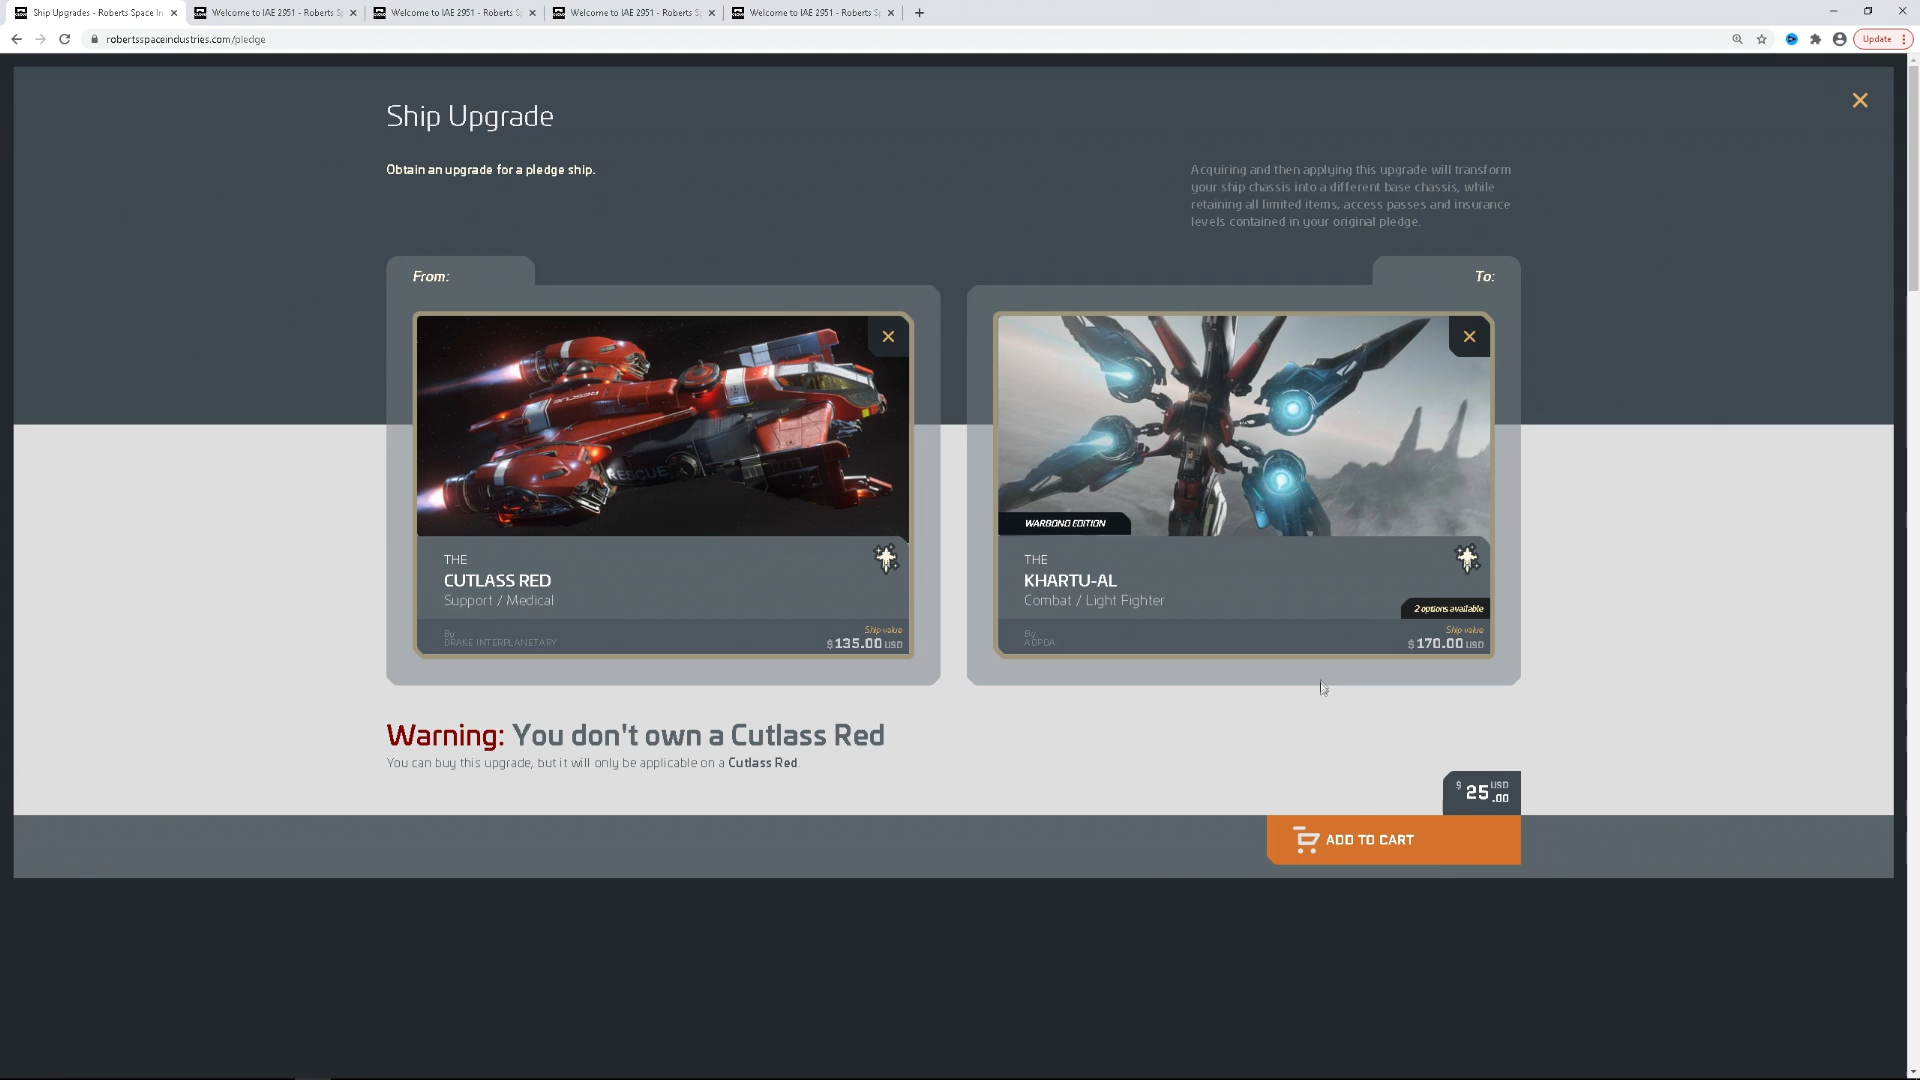 Ship Upgrades - Roberts Space In
Welcome to IAE 2951 - Roberts S
Welcome to IAE 2951 - Roberts S
Welcome to IAE 2951 - Roberts S
Welcome to IAE 2951 - Roberts S
robertsspaceindustries.com/pledge
Update
Ship Upgrade
Obtain an upgrade for a pledge ship.
Acquiring and then applying this upgrade will transform
your ship chassis into a different base chassis, while
retaining all limited items, access passes and insurance
levels contained in your original pledge.
From:
To:
RESCUE
RESCUE
WARBOND EDITION
THE
CUTLASS RED
Support / Medical
By
DRAKE INTERPLANETARY
Ship value
$135.00 USD
THE
KHARTU-AL
Combat / Light Fighter
2 options available
By
AOPOA
Ship value
$170.00 USD
Warning: You don't own a Cutlass Red
You can buy this upgrade, but it will only be applicable on a Cutlass Red.
$25.00 USD
ADD TO CART